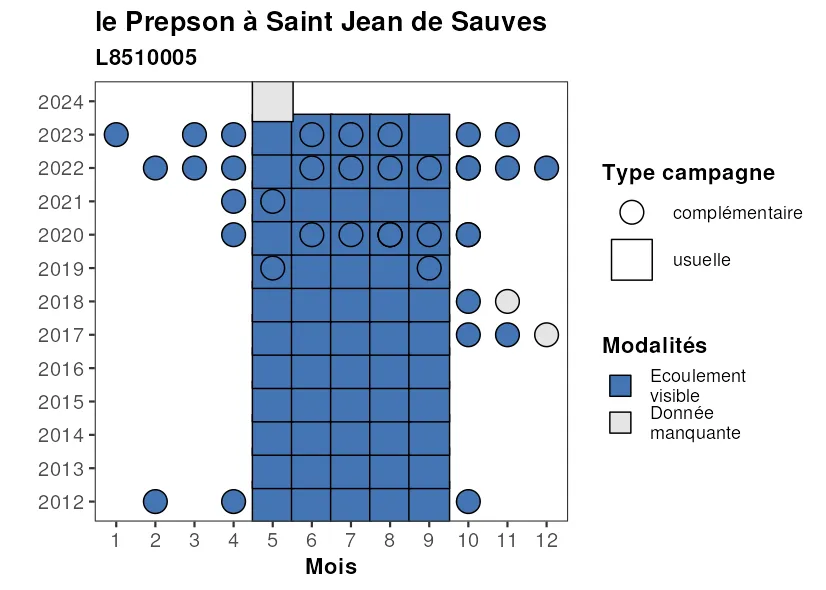 le Prepson à Saint Jean de Sauves
L8510005
2024
2023
2022
2021
2020
2019
2018
2017
2016
2015
2014
2013
2012
1 2 3 4 5 6 7 8 9 10 11 12
Mois
Type campagne
complémentaire
usuelle
Modalités
Ecoulement
visible
Donnée
manquante